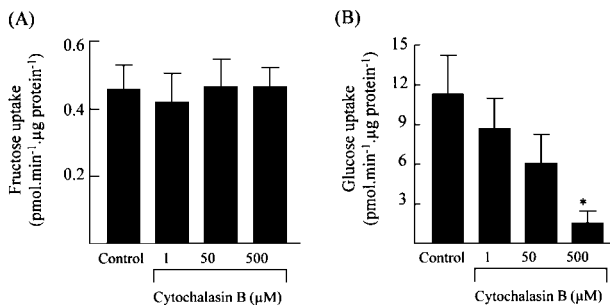 (A)
Fructose uptake
(pmol.min⁻¹.µg protein⁻¹)
0.6
0.4
0.2
Control 1 50 500
Cytochalasin B (µM)
(B)
Glucose uptake
(pmol.min⁻¹.µg protein⁻¹)
15
12
9
6
3
*
Control 1 50 500
Cytochalasin B (µM)